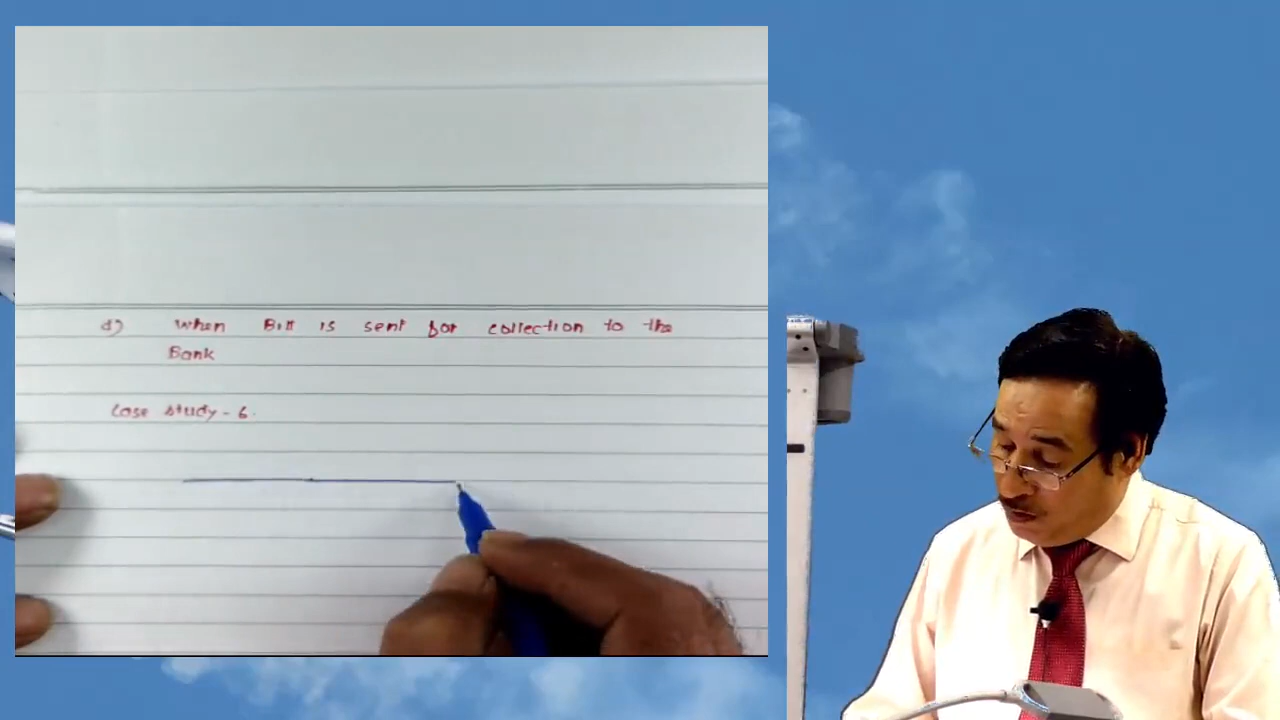 d) When Bill is sent for collection to the
Bank
Case study - 6.